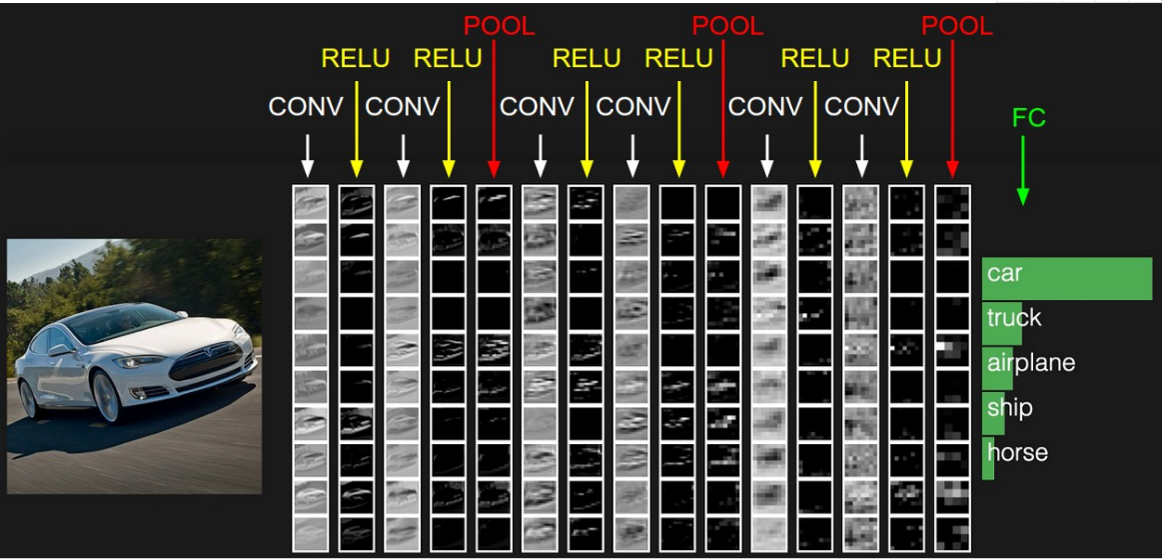 POOL POOL POOL
RELU RELU RELU RELU RELU RELU
CONV CONV CONV CONV CONV CONV
FC
car
truck
airplane
ship
horse